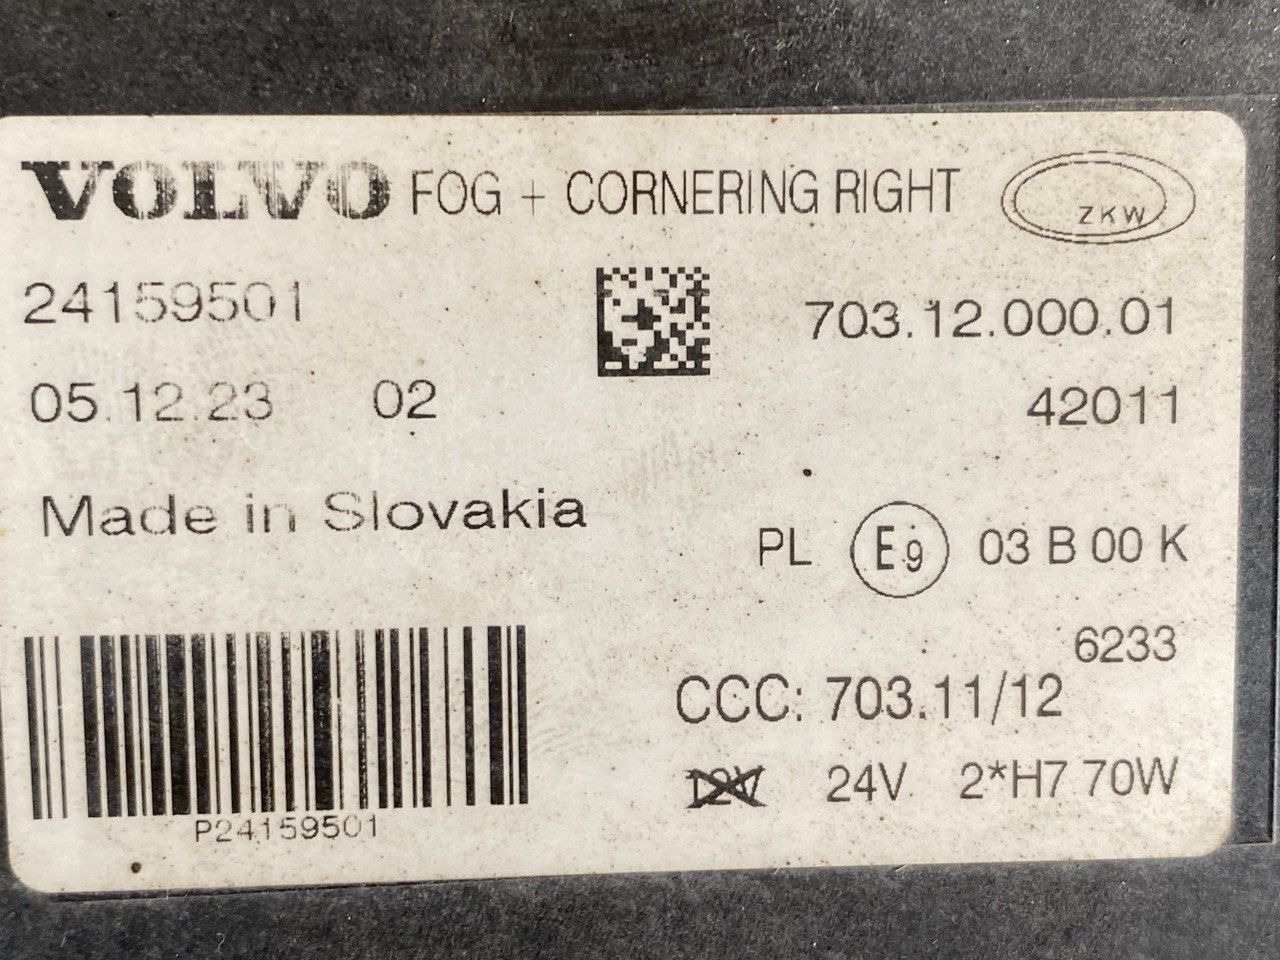 VOLVO FOG + CORNERING RIGHT ZKW
24159501 703.12.000.01
05.12.23 02 42011
Made in Slovakia
PL E9 03 B 00 K
6233
CCC: 703.11/12
12V 24V 2*H7 70W
P24159501